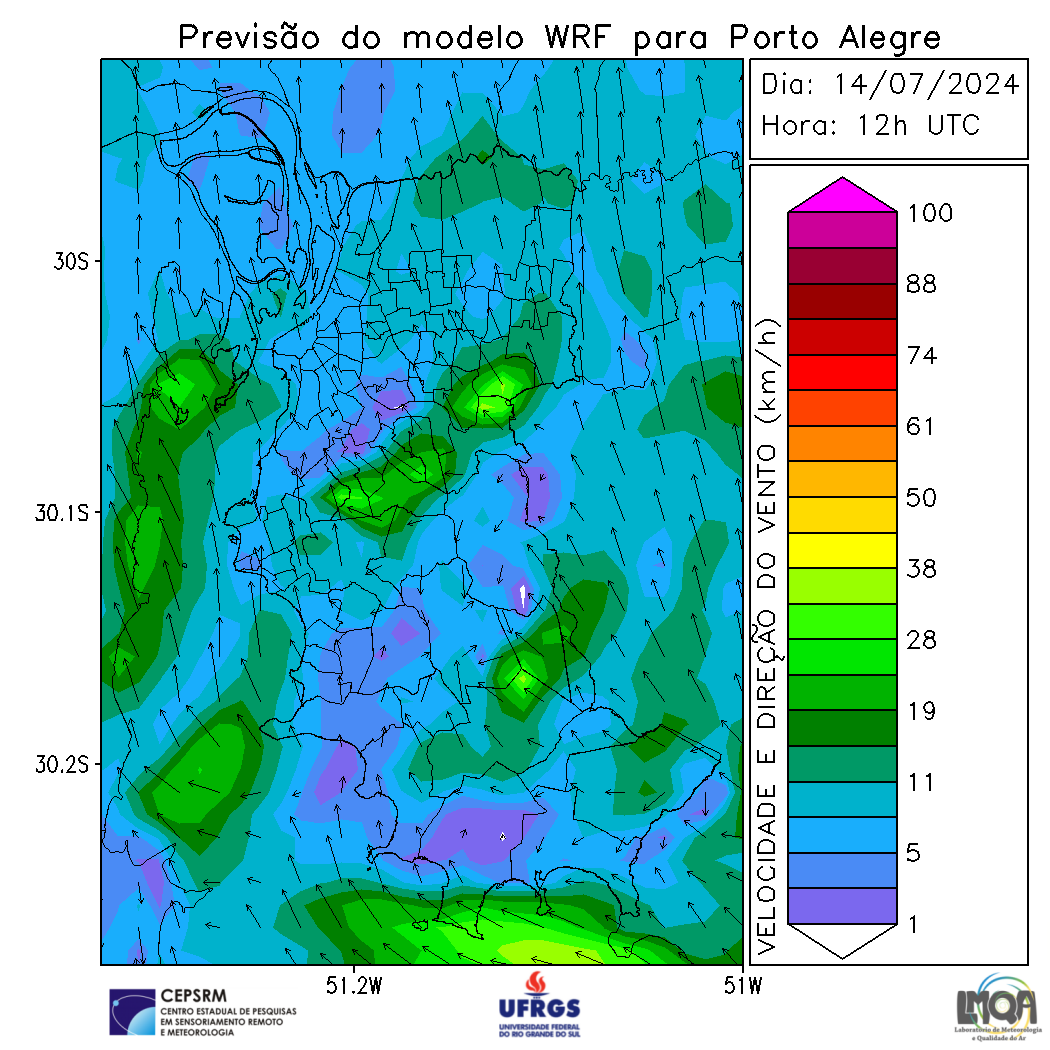 Previsão do modelo WRF para Porto Alegre
Dia: 14/07/2024
Hora: 12h UTC
30S
30.1S
30.2S
51.2W
51W
VELOCIDADE E DIREÇÃO DO VENTO (km/h)
100
88
74
61
50
38
28
19
11
5
1
CEPSRM
CENTRO ESTADUAL DE PESQUISAS
EM SENSORIAMENTO REMOTO
E METEOROLOGIA
UFRGS
UNIVERSIDADE FEDERAL
DO RIO GRANDE DO SUL
LMQA
Laboratório de Meteorologia
e Qualidade do Ar